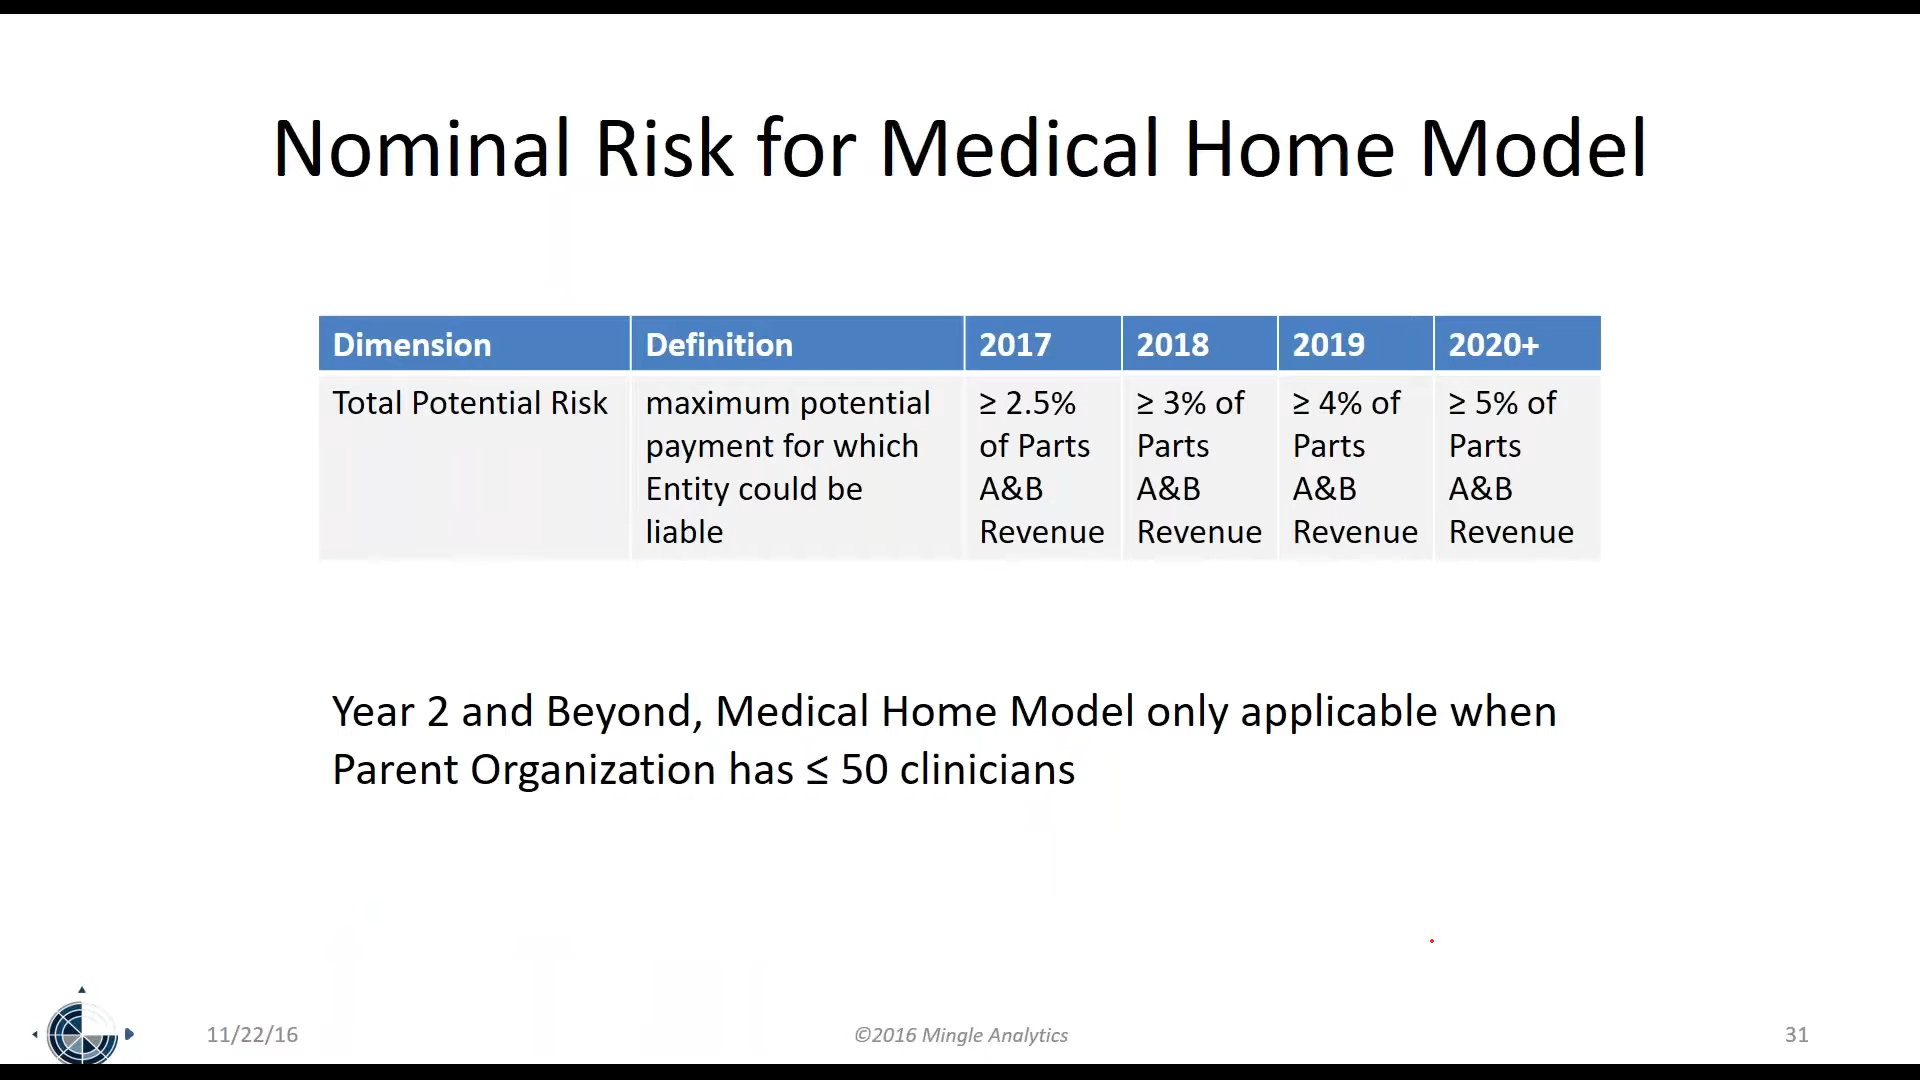 Nominal Risk for Medical Home Model
Dimension Definition 2017 2018 2019 2020+
Total Potential Risk maximum potential ≥ 2.5% ≥ 3% of ≥ 4% of ≥ 5% of
payment for which of Parts Parts Parts Parts
Entity could be A&B A&B A&B A&B
liable Revenue Revenue Revenue Revenue
Year 2 and Beyond, Medical Home Model only applicable when
Parent Organization has ≤ 50 clinicians
11/22/16 ©2016 Mingle Analytics 31